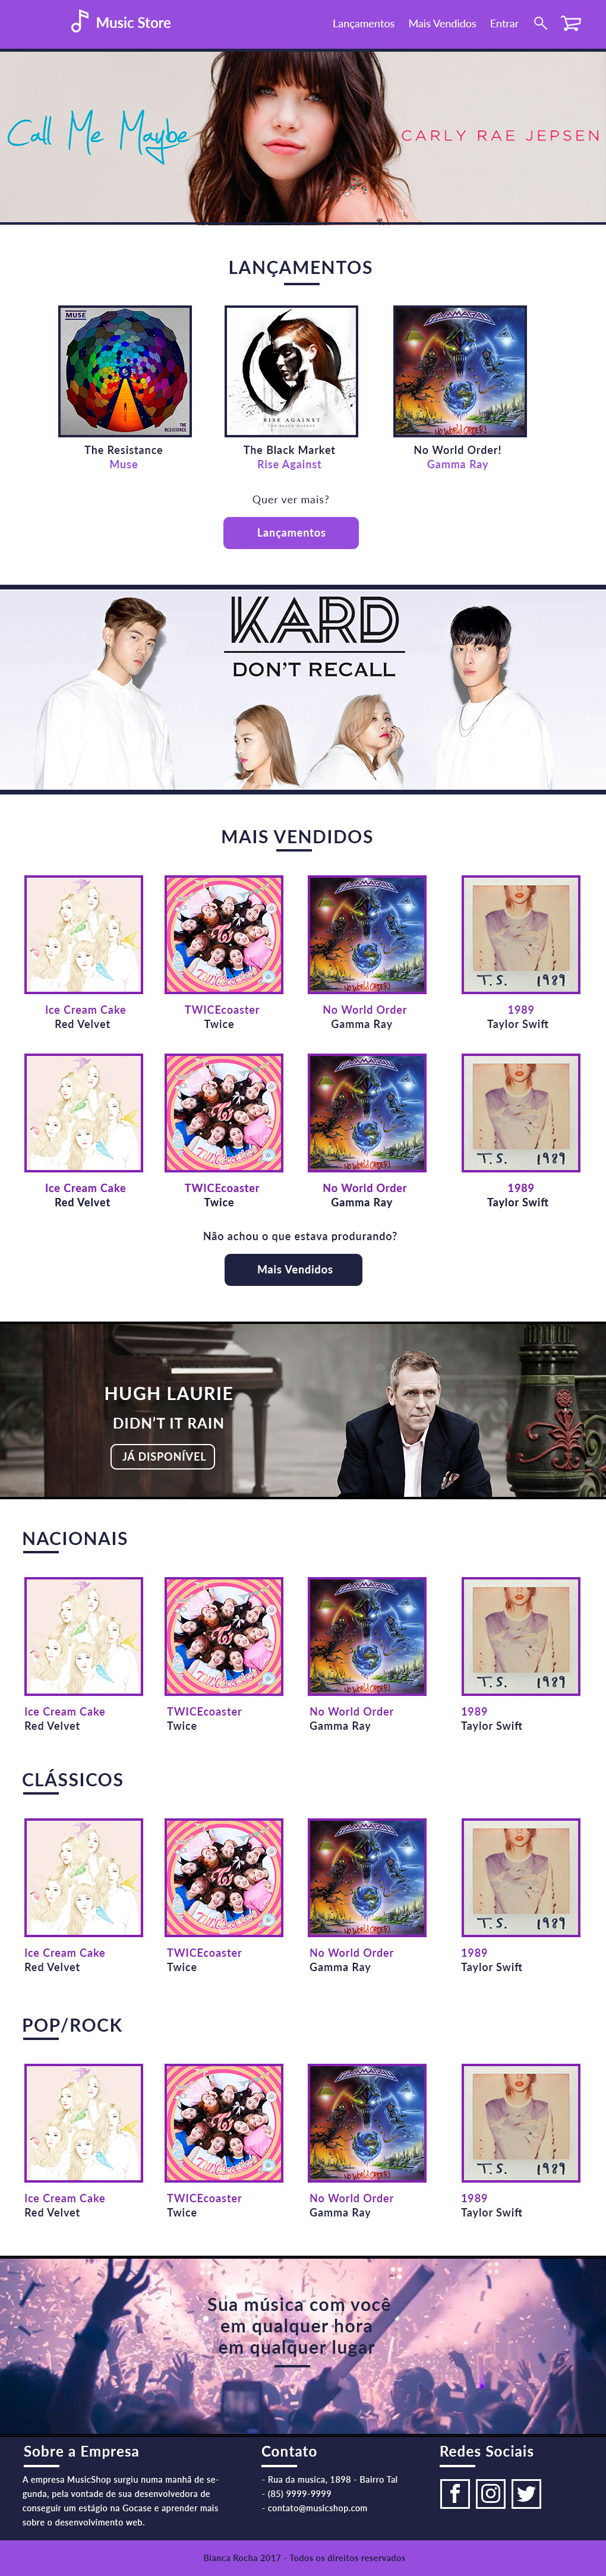 Music Store
Lançamentos Mais Vendidos Entrar
Call Me Maybe
CARLY RAE JEPSEN
LANÇAMENTOS
MUSE
THE
RESISTANCE
RISE AGAINST
THE BLACK MARKET
GAMMARAY
NO WORLD ORDER!
The Resistance
Muse
The Black Market
Rise Against
No World Order!
Gamma Ray
Quer ver mais?
Lançamentos
KARD
DON'T RECALL
MAIS VENDIDOS
T. S. 1989
Ice Cream Cake
Red Velvet
TWICEcoaster
Twice
No World Order
Gamma Ray
1989
Taylor Swift
T. S. 1989
Ice Cream Cake
Red Velvet
TWICEcoaster
Twice
No World Order
Gamma Ray
1989
Taylor Swift
Não achou o que estava produrando?
Mais Vendidos
HUGH LAURIE
DIDN'T IT RAIN
JÁ DISPONÍVEL
NACIONAIS
T. S. 1989
Ice Cream Cake
Red Velvet
TWICEcoaster
Twice
No World Order
Gamma Ray
1989
Taylor Swift
CLÁSSICOS
T. S. 1989
Ice Cream Cake
Red Velvet
TWICEcoaster
Twice
No World Order
Gamma Ray
1989
Taylor Swift
POP/ROCK
T. S. 1989
Ice Cream Cake
Red Velvet
TWICEcoaster
Twice
No World Order
Gamma Ray
1989
Taylor Swift
Sua música com você
em qualquer hora
em qualquer lugar
Sobre a Empresa
A empresa MusicShop surgiu numa manhã de se-
gunda, pela vontade de sua desenvolvedora de
conseguir um estágio na Gocase e aprender mais
sobre o desenvolvimento web.
Contato
- Rua da musica, 1898 - Bairro Tal
- (85) 9999-9999
- contato@musicshop.com
Redes Sociais
Bianca Rocha 2017 - Todos os direitos reservados